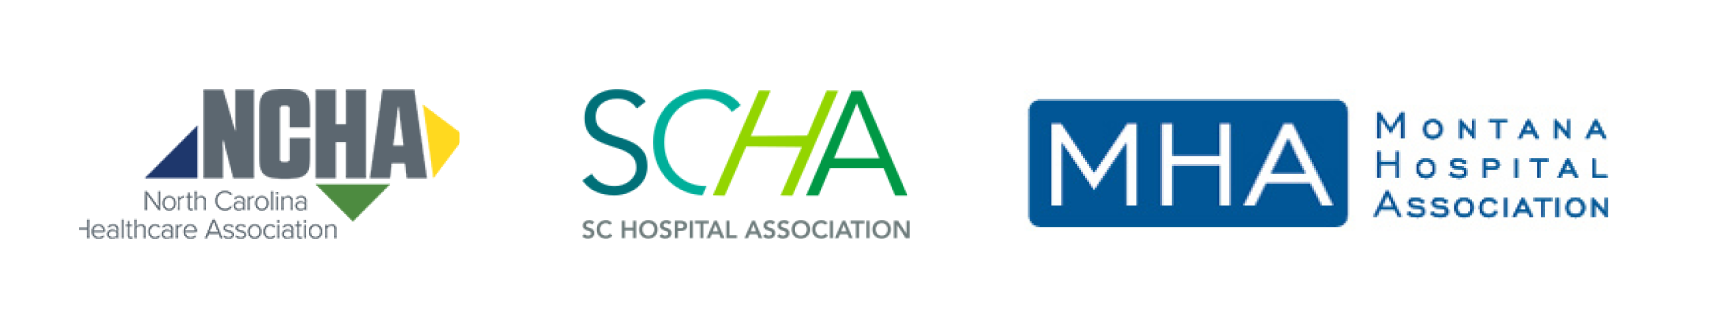 NCHA
North Carolina
Healthcare Association
SCHA
SC HOSPITAL ASSOCIATION
MHA
MONTANA
HOSPITAL
ASSOCIATION